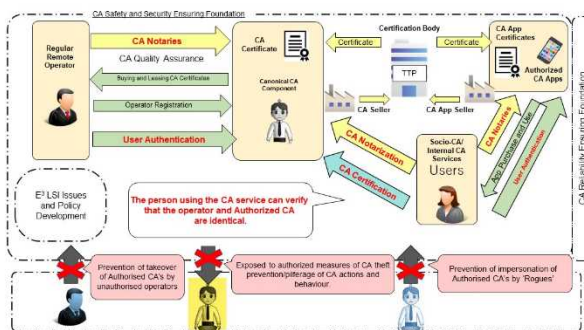 CA Safety and Security Ensuring Foundation
Regular
Remote
Operator
CA Notaries
CA Quality Assurance
Buying and Leasing CA Certification
Operator Registration
User Authentication
CA
Certificate
Canonical CA
Component
Certification Body
Certificate
Certificate
TTP
CA Seller
CA App Seller
CA App
Certificates
Authorized
CA Apps
CA Notarization
CA Certification
Socio-CA/
Internal CA
Services
Users
CA Notaries
App Purchase and Use
User Authentication
CA Reliability Ensuring Foundation
E³ LSI Issues
and Policy
Development
The person using the CA service can verify
that the operator and Authorized CA
are identical.
Prevention of takeover
of Authorised CA's by
unauthorised operators
Exposed to authorized measures of CA theft
prevention/pilferage of CA actions and
behaviour.
Prevention of impersonation of
Authorised CA's by 'Rogues'